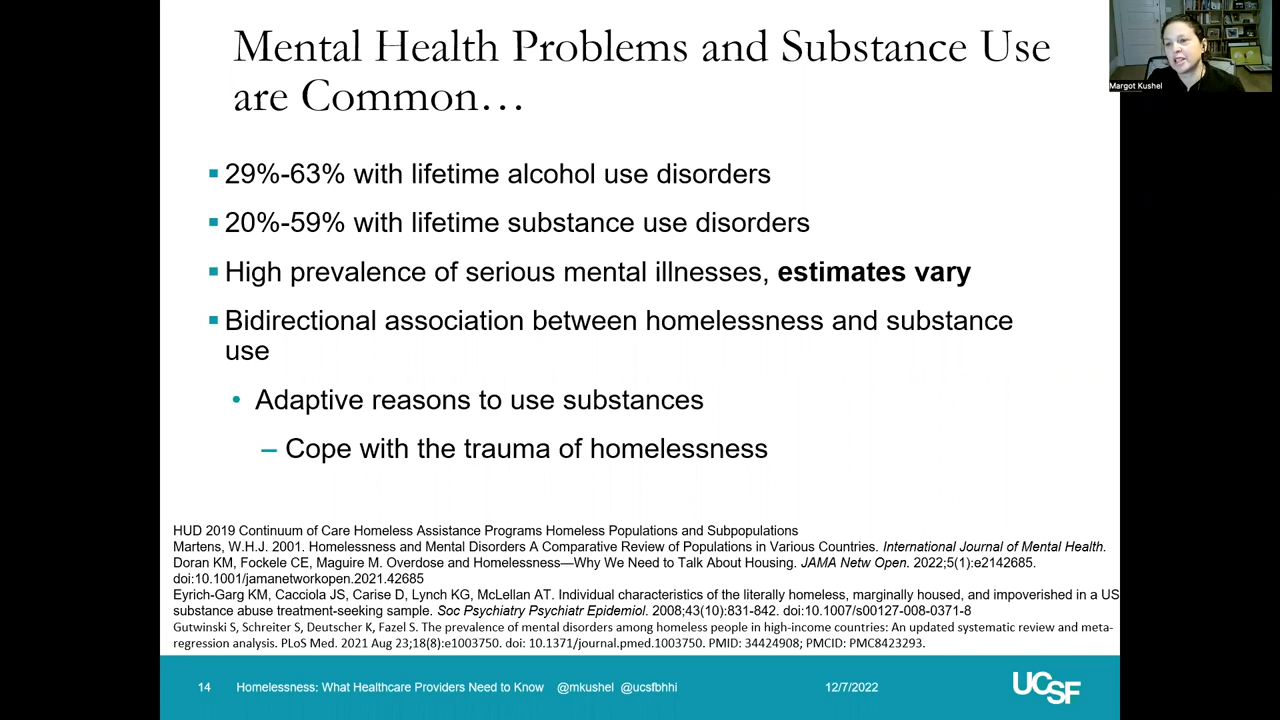 Mental Health Problems and Substance Use
are Common…
Margot Kushel
29%-63% with lifetime alcohol use disorders
20%-59% with lifetime substance use disorders
High prevalence of serious mental illnesses, estimates vary
Bidirectional association between homelessness and substance
use
Adaptive reasons to use substances
– Cope with the trauma of homelessness
HUD 2019 Continuum of Care Homeless Assistance Programs Homeless Populations and Subpopulations
Martens, W.H.J. 2001. Homelessness and Mental Disorders A Comparative Review of Populations in Various Countries. International Journal of Mental Health.
Doran KM, Fockele CE, Maguire M. Overdose and Homelessness—Why We Need to Talk About Housing. JAMA Netw Open. 2022;5(1):e2142685.
doi:10.1001/jamanetworkopen.2021.42685
Eyrich-Garg KM, Cacciola JS, Carise D, Lynch KG, McLellan AT. Individual characteristics of the literally homeless, marginally housed, and impoverished in a US
substance abuse treatment-seeking sample. Soc Psychiatry Psychiatr Epidemiol. 2008;43(10):831-842. doi:10.1007/s00127-008-0371-8
Gutwinski S, Schreiter S, Deutscher K, Fazel S. The prevalence of mental disorders among homeless people in high-income countries: An updated systematic review and meta-
regression analysis. PLoS Med. 2021 Aug 23;18(8):e1003750. doi: 10.1371/journal.pmed.1003750. PMID: 34424908; PMCID: PMC8423293.
14 Homelessness: What Healthcare Providers Need to Know @mkushel @ucsfbhhi 12/7/2022 UCSF